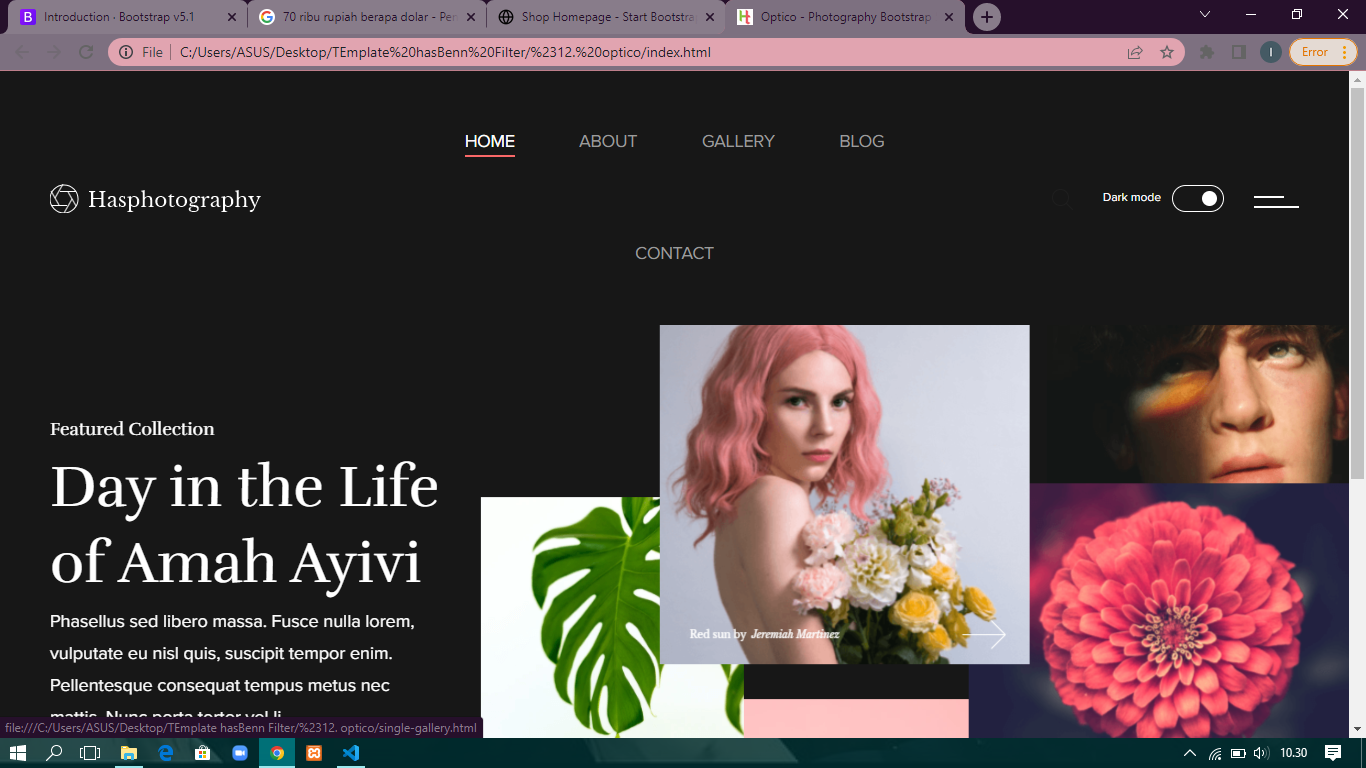 Introduction · Bootstrap v5.1
70 ribu rupiah berapa dolar - Pen
Shop Homepage - Start Bootstra
Optico - Photography Bootstrap
File
C:/Users/ASUS/Desktop/TEmplate%20hasBenn%20Filter/%2312.%20optico/index.html
I
Error
HOME ABOUT GALLERY BLOG
Hasphotography
Dark mode
CONTACT
Featured Collection
Day in the Life
of Amah Ayivi
Phasellus sed libero massa. Fusce nulla lorem,
vulputate eu nisl quis, suscipit tempor enim.
Pellentesque consequat tempus metus nec
mattis. Nunc porta tortor vel li
Red sun by Jeremiah Martinez
file:///C:/Users/ASUS/Desktop/TEmplate hasBenn Filter/%2312. optico/single-gallery.html
10.30